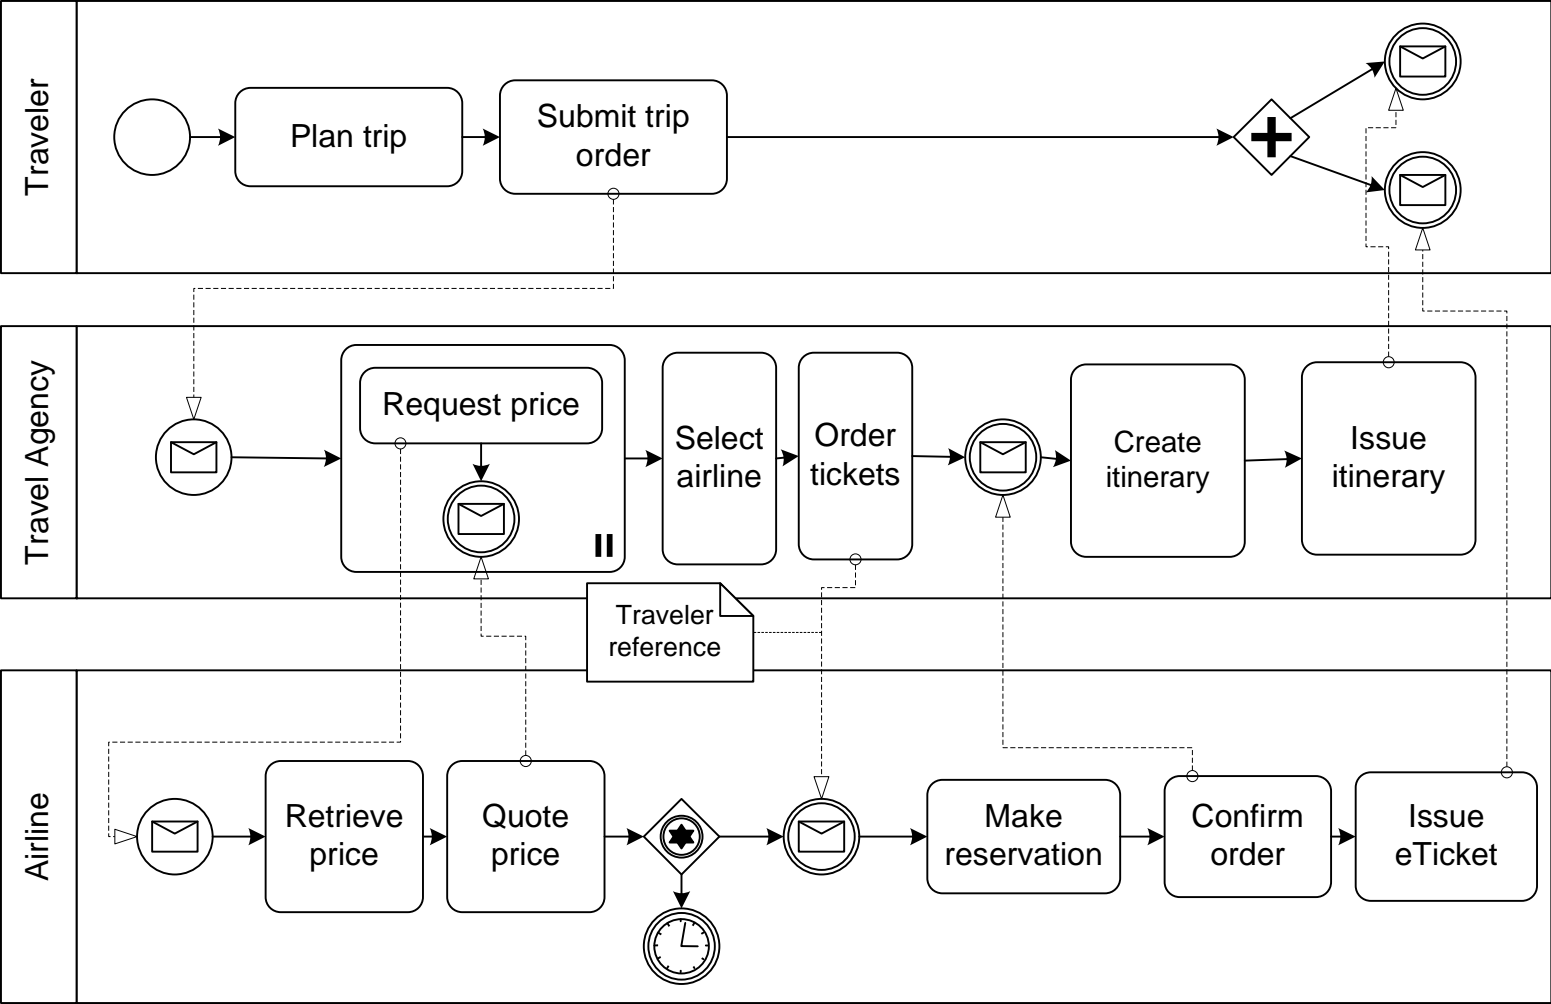 Traveler
Plan trip
Submit trip
order
Travel Agency
Request price
Select
airline
Order
tickets
Create
itinerary
Issue
itinerary
Traveler
reference
Airline
Retrieve
price
Quote
price
Make
reservation
Confirm
order
Issue
eTicket